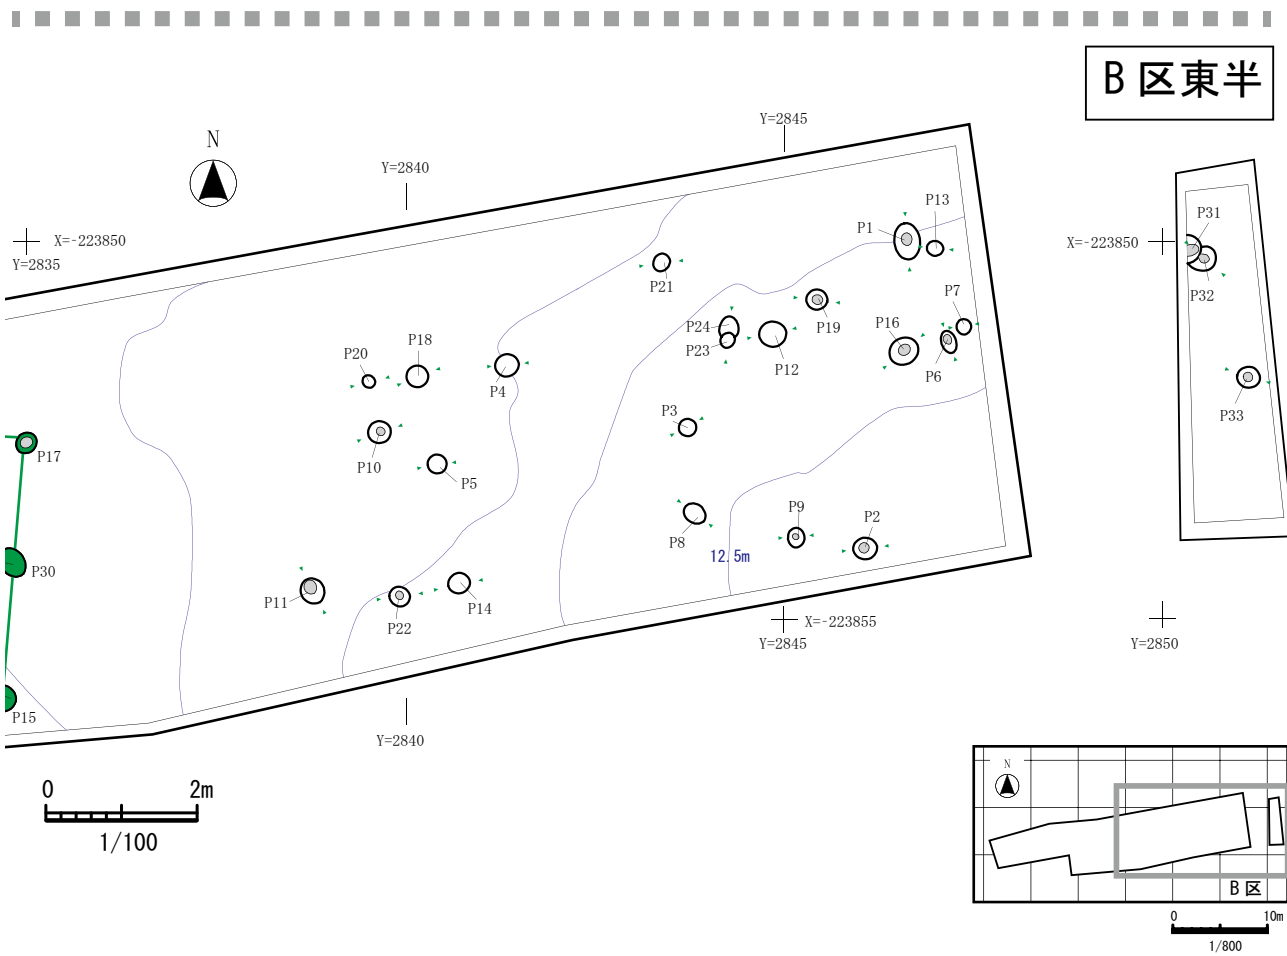 B区東半
N
Y=2845
Y=2840
X=-223850
Y=2835
P1
P13
P31
X=-223850
P21
P7
P32
P24
P19
P16
P23
P18
P20
P12
P6
P4
P3
P33
P17
P10
P5
P9
P2
P8
12.5m
P30
P11
P14
P22
X=-223855
Y=2845
Y=2850
P15
Y=2840
0 2m
1/100
N
B区
0 10m
1/800